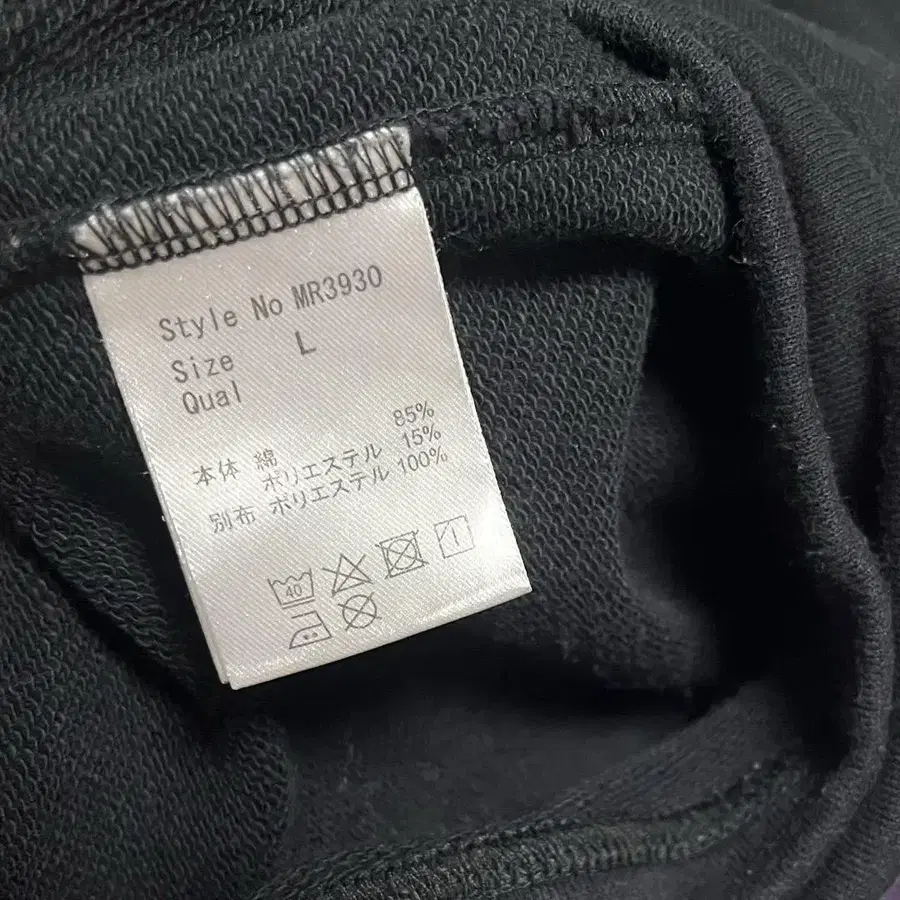 Style No MR3930
Size L
Qual
本体 綿 85%
ポリエステル 15%
別布 ポリエステル 100%
40